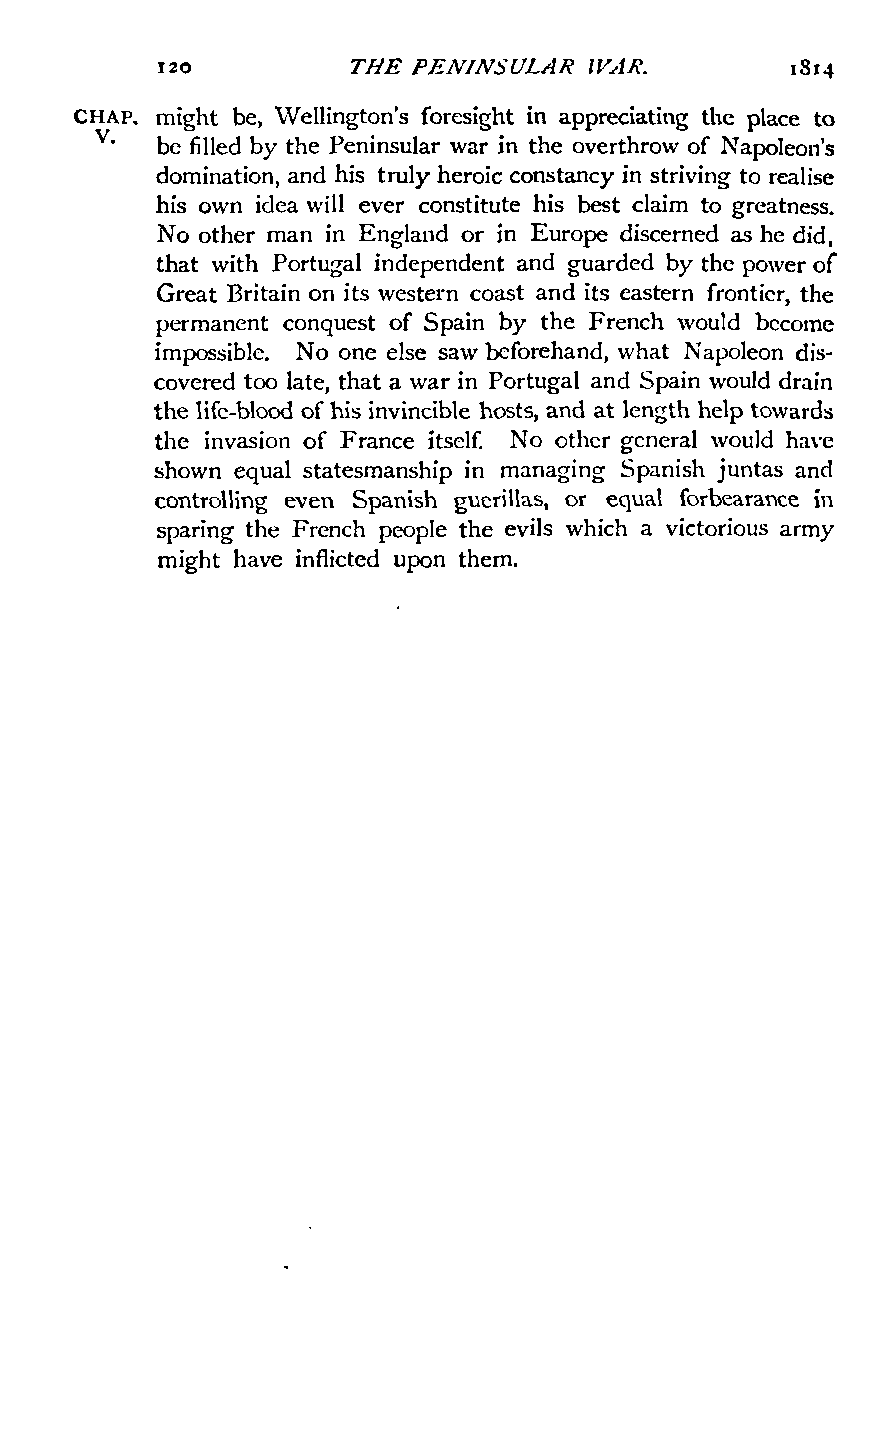 120 THE PENINSULAR WAR. 1814
CHAP. might be, Wellington's foresight in appreciating the place to
V. be filled by the Peninsular war in the overthrow of Napoleon's
domination, and his truly heroic constancy in striving to realise
his own idea will ever constitute his best claim to greatness.
No other man in England or in Europe discerned as he did,
that with Portugal independent and guarded by the power of
Great Britain on its western coast and its eastern frontier, the
permanent conquest of Spain by the French would become
impossible. No one else saw beforehand, what Napoleon dis-
covered too late, that a war in Portugal and Spain would drain
the life-blood of his invincible hosts, and at length help towards
the invasion of France itself. No other general would have
shown equal statesmanship in managing Spanish juntas and
controlling even Spanish guerillas, or equal forbearance in
sparing the French people the evils which a victorious army
might have inflicted upon them.